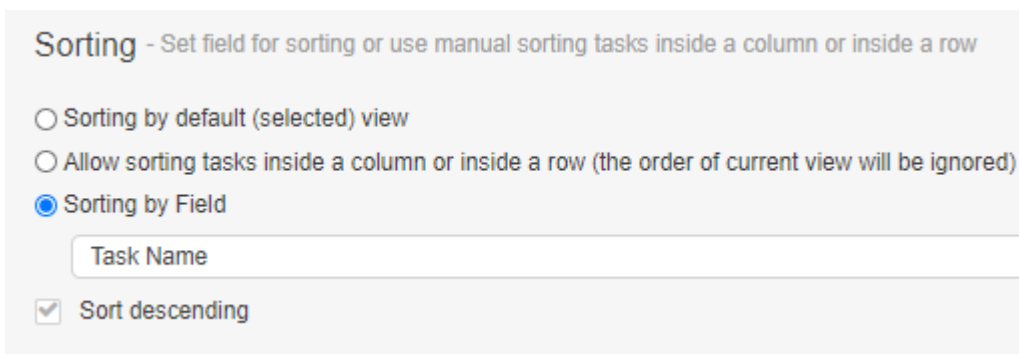 Sorting - Set field for sorting or use manual sorting tasks inside a column or inside a row
Sorting by default (selected) view
Allow sorting tasks inside a column or inside a row (the order of current view will be ignored)
Sorting by Field
Task Name
Sort descending